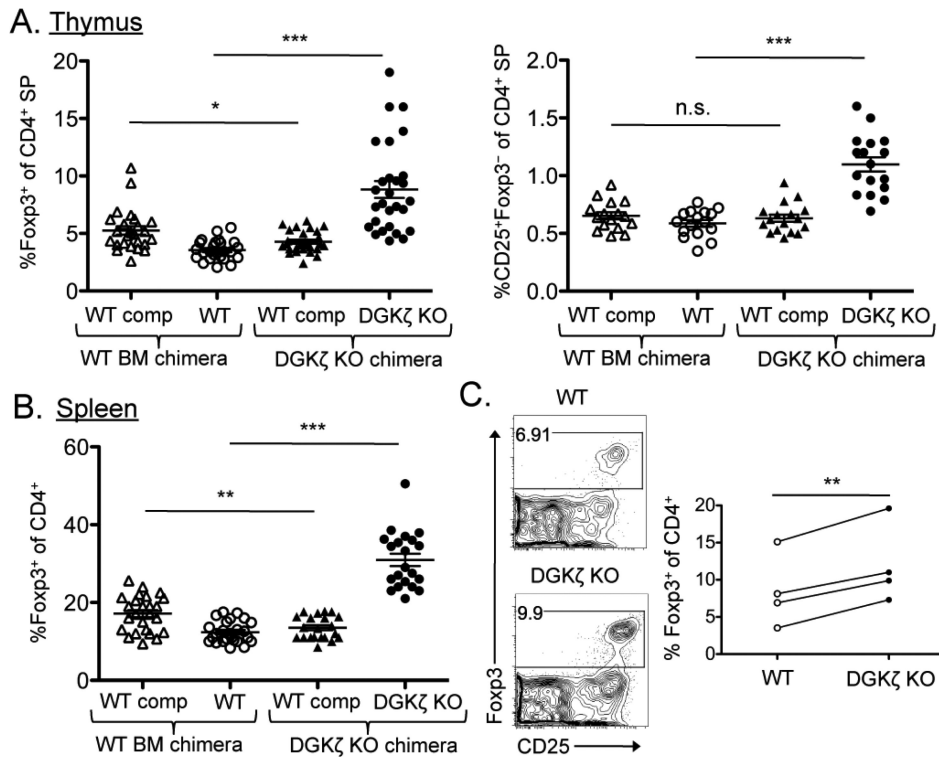 A. Thymus
%Foxp3⁺ of CD4⁺ SP
20
15
10
5
0
***
*
WT comp WT WT comp DGKζ KO
WT BM chimera DGKζ KO chimera
%CD25⁺Foxp3⁻ of CD4⁺ SP
2.0
1.5
1.0
0.5
0.0
***
n.s.
WT comp WT WT comp DGKζ KO
WT BM chimera DGKζ KO chimera
B. Spleen
%Foxp3⁺ of CD4⁺
60
40
20
0
***
**
WT comp WT WT comp DGKζ KO
WT BM chimera DGKζ KO chimera
C.
WT
6.91
DGKζ KO
9.9
Foxp3
CD25
% Foxp3⁺ of CD4⁺
20
15
10
5
0
**
WT DGKζ KO